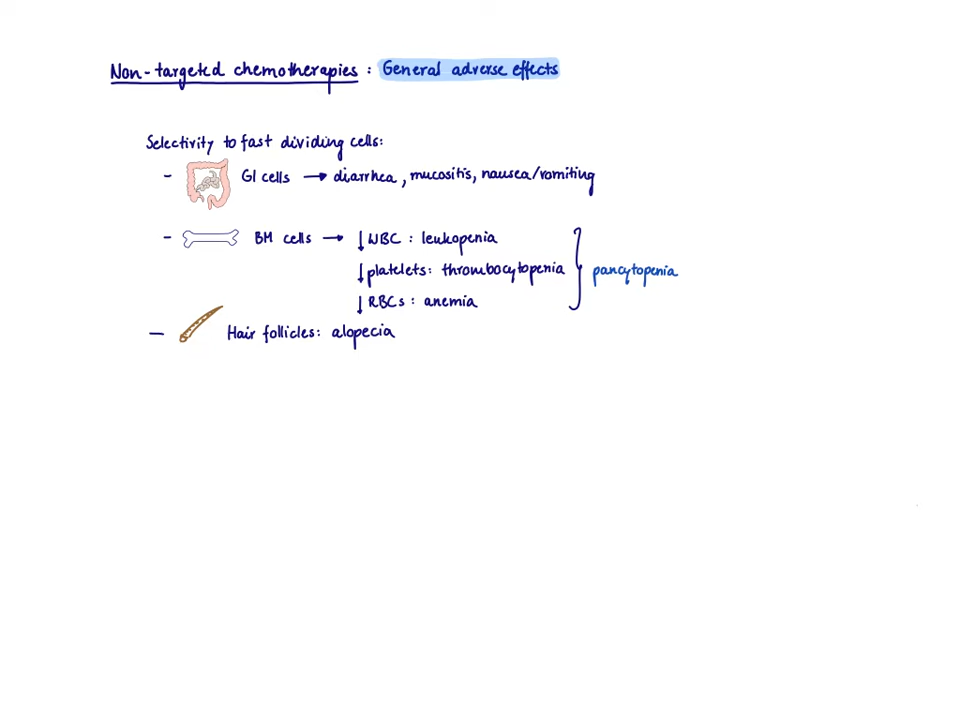 Non-targeted chemotherapies : General adverse effects
Selectivity to fast dividing cells:
- GI cells → diarrhea, mucositis, nausea/vomiting
- BM cells → ↓WBC : leukopenia
↓platelets: thrombocytopenia } pancytopenia
↓RBCs : anemia
— Hair follicles: alopecia